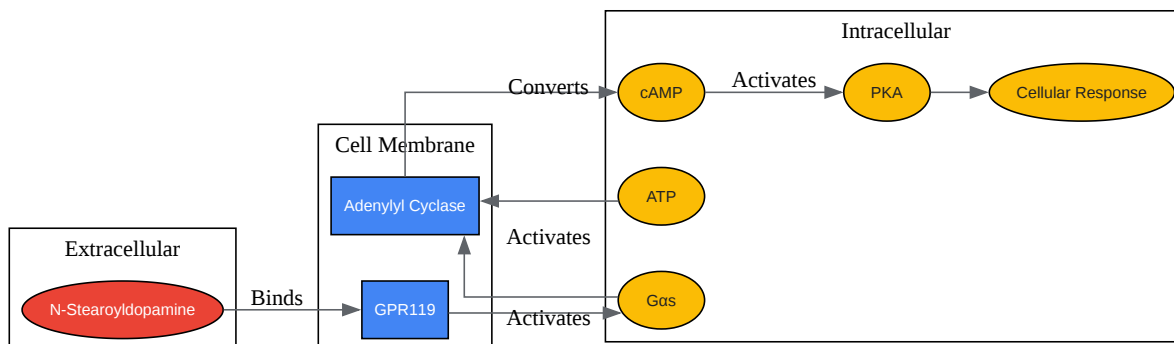 Intracellular
Converts
cAMP
Activates
PKA
Cellular Response
Cell Membrane
Adenylyl Cyclase
ATP
Activates
Extracellular
N-Stearoyldopamine
Binds
GPR119
Activates
Gαs